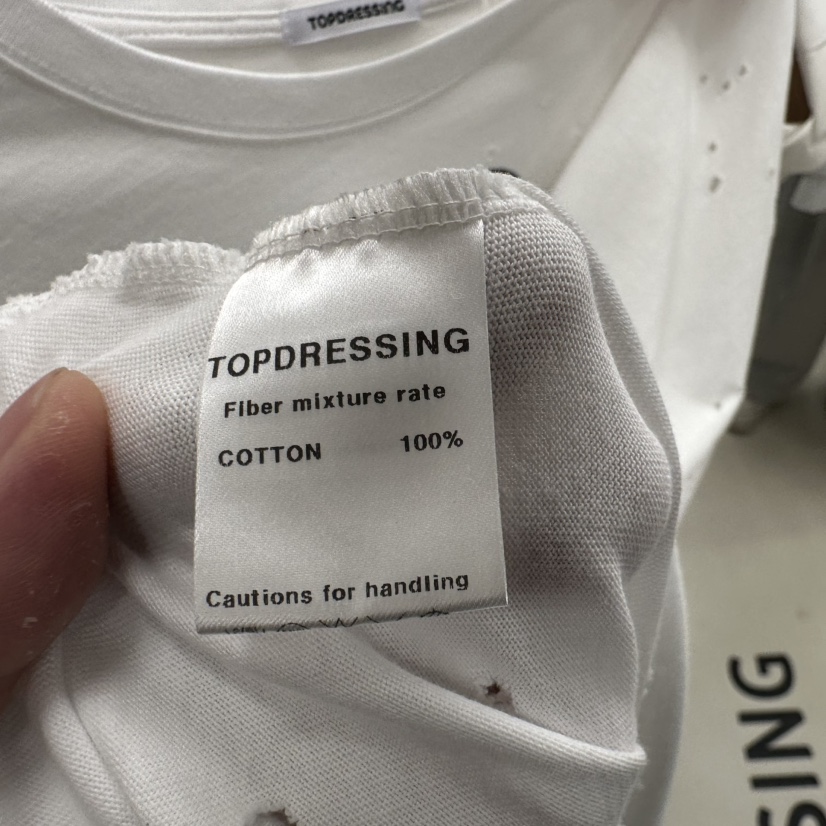 TOPDRESSING
TOPDRESSING
Fiber mixture rate
COTTON 100%
Cautions for handling
SING